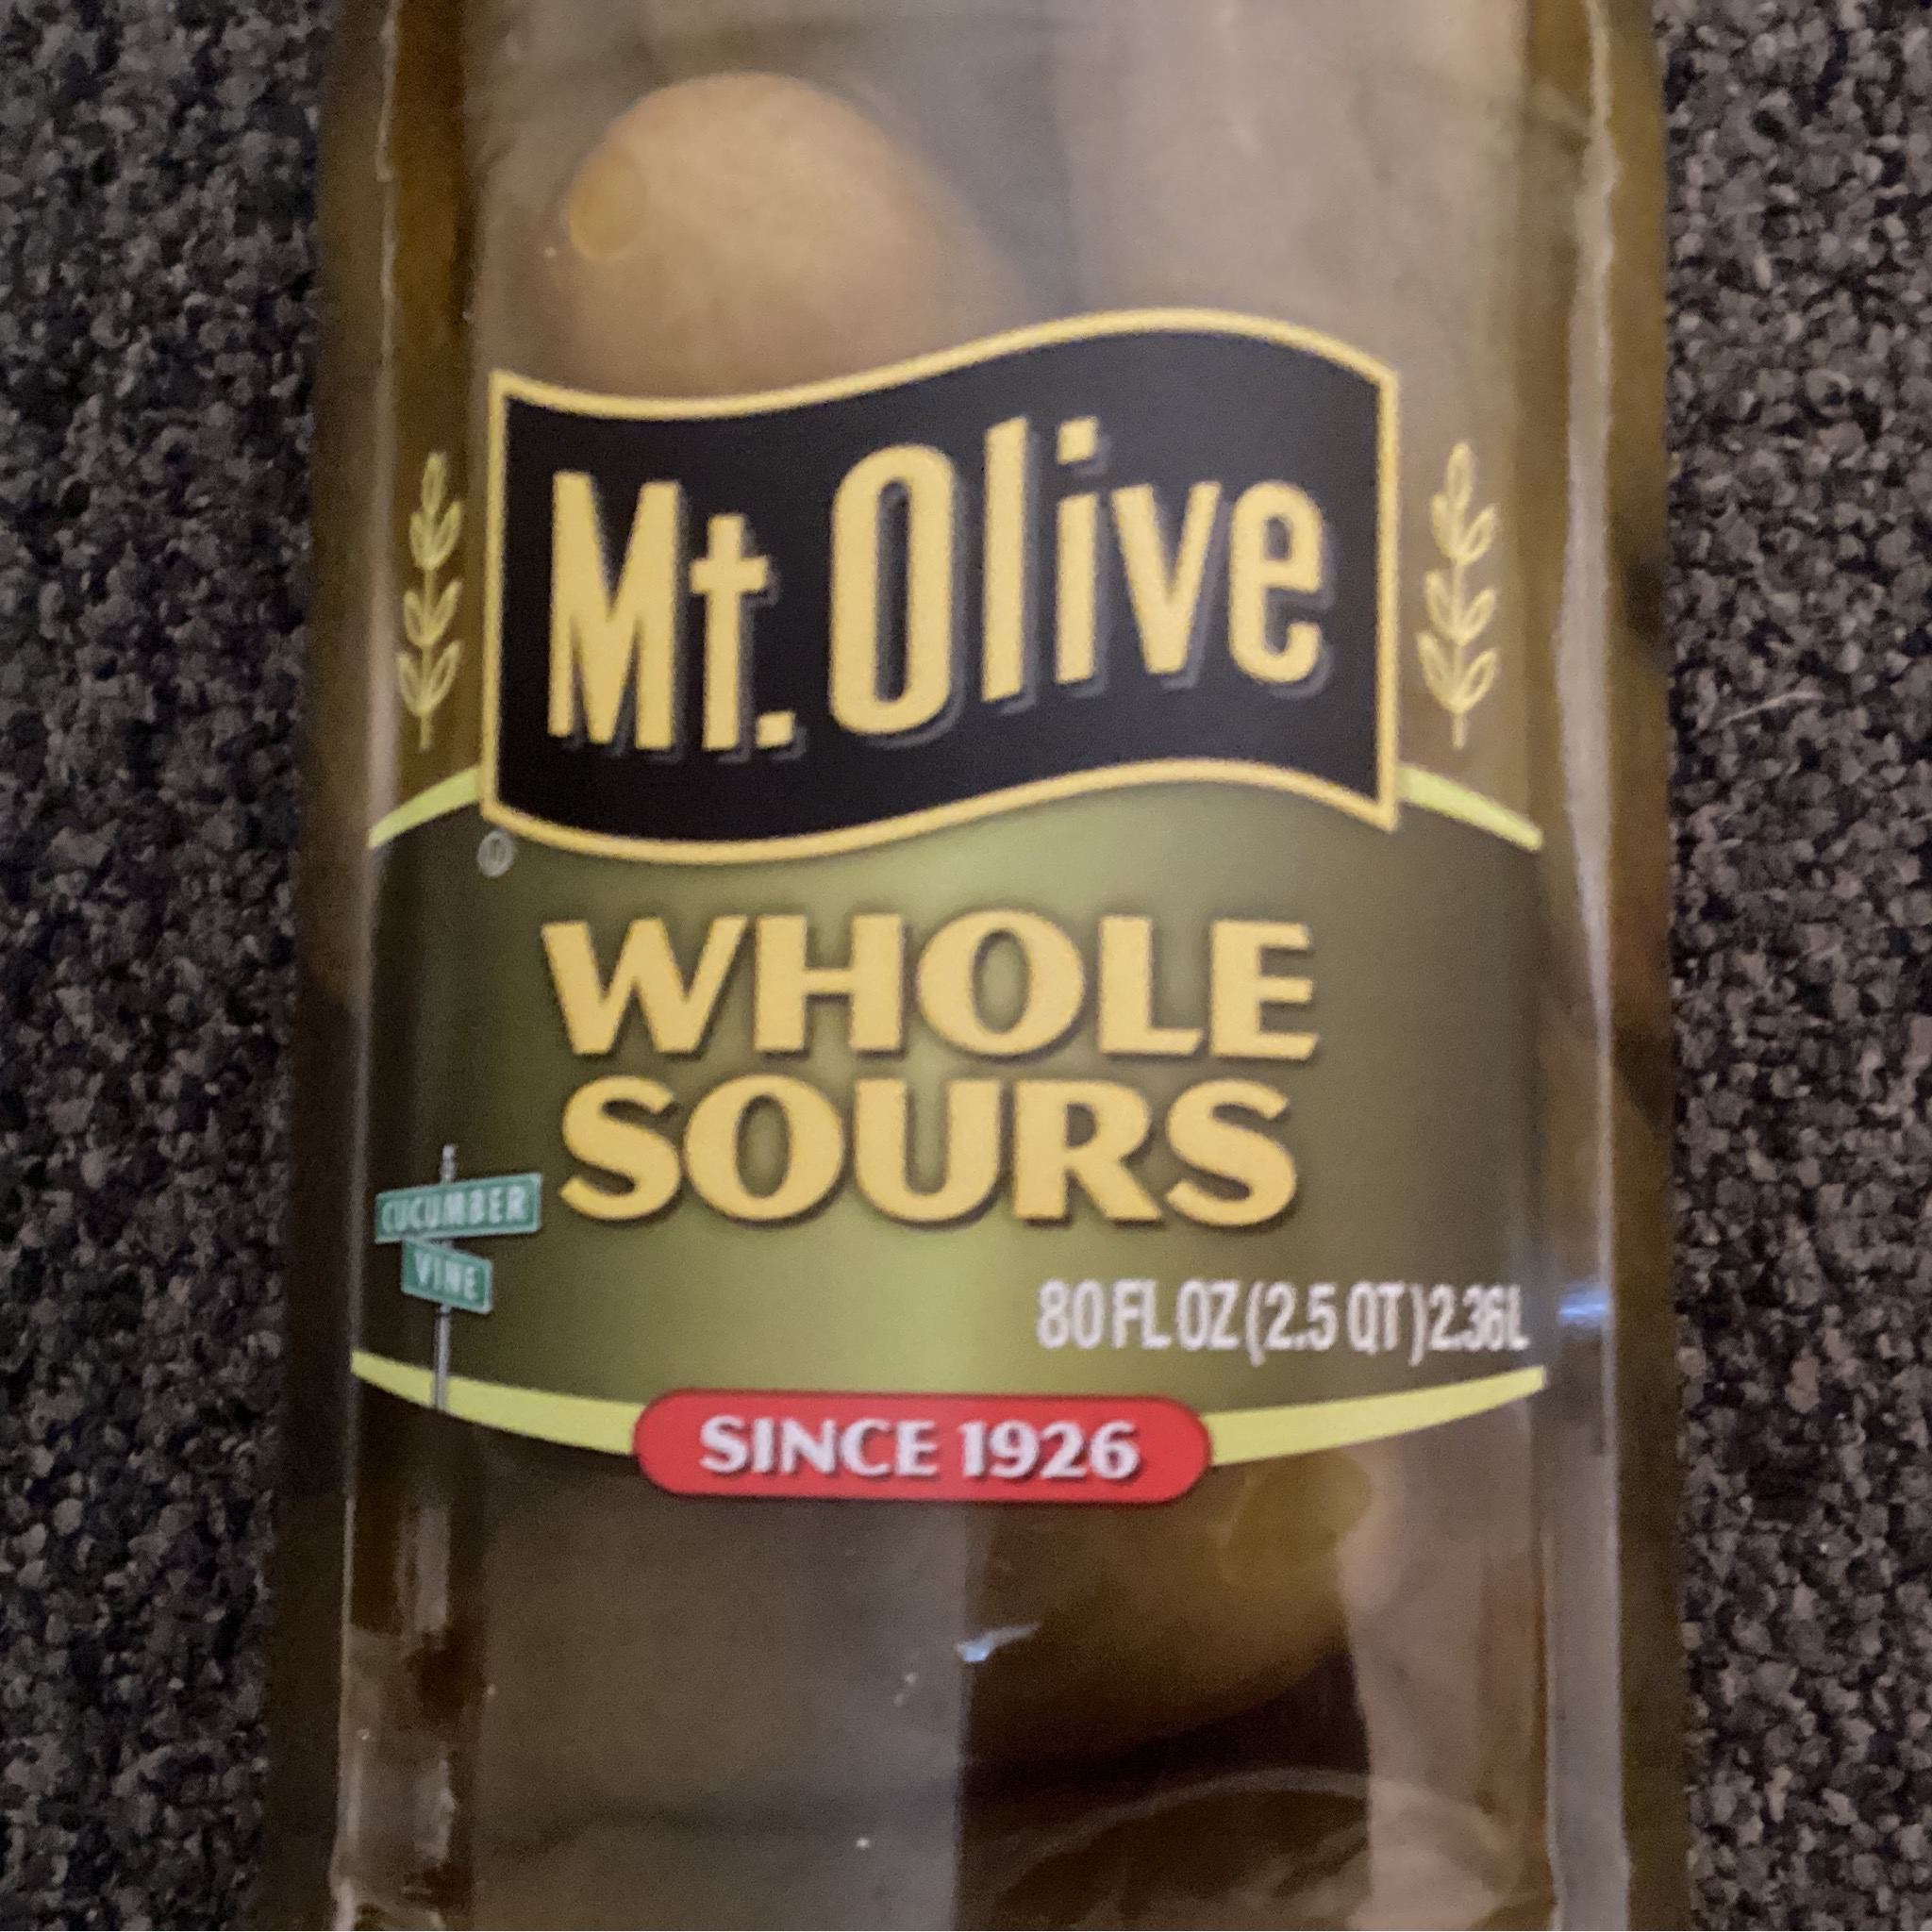 Mt. Olive
®
WHOLE
SOURS
CUCUMBER
VINE
80 FL OZ (2.5 QT) 2.36L
SINCE 1926